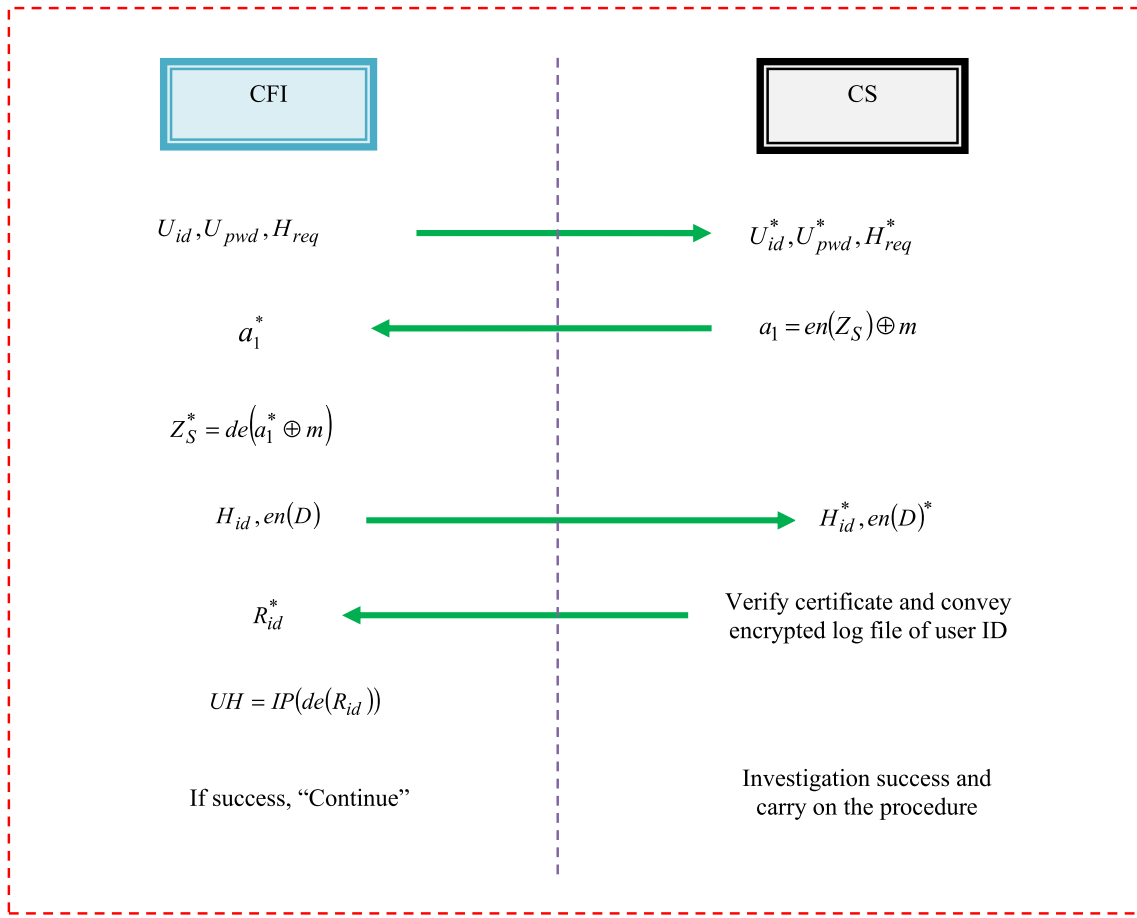 CFI
CS
U_id, U_pwd, H_req
U*_id, U*_pwd, H*_req
a*_1
a_1 = en(Z_S) ⊕ m
Z*_S = de(a*_1 ⊕ m)
H_id, en(D)
H*_id, en(D)*
R*_id
Verify certificate and convey
encrypted log file of user ID
UH = IP(de(R_id))
If success, “Continue”
Investigation success and
carry on the procedure